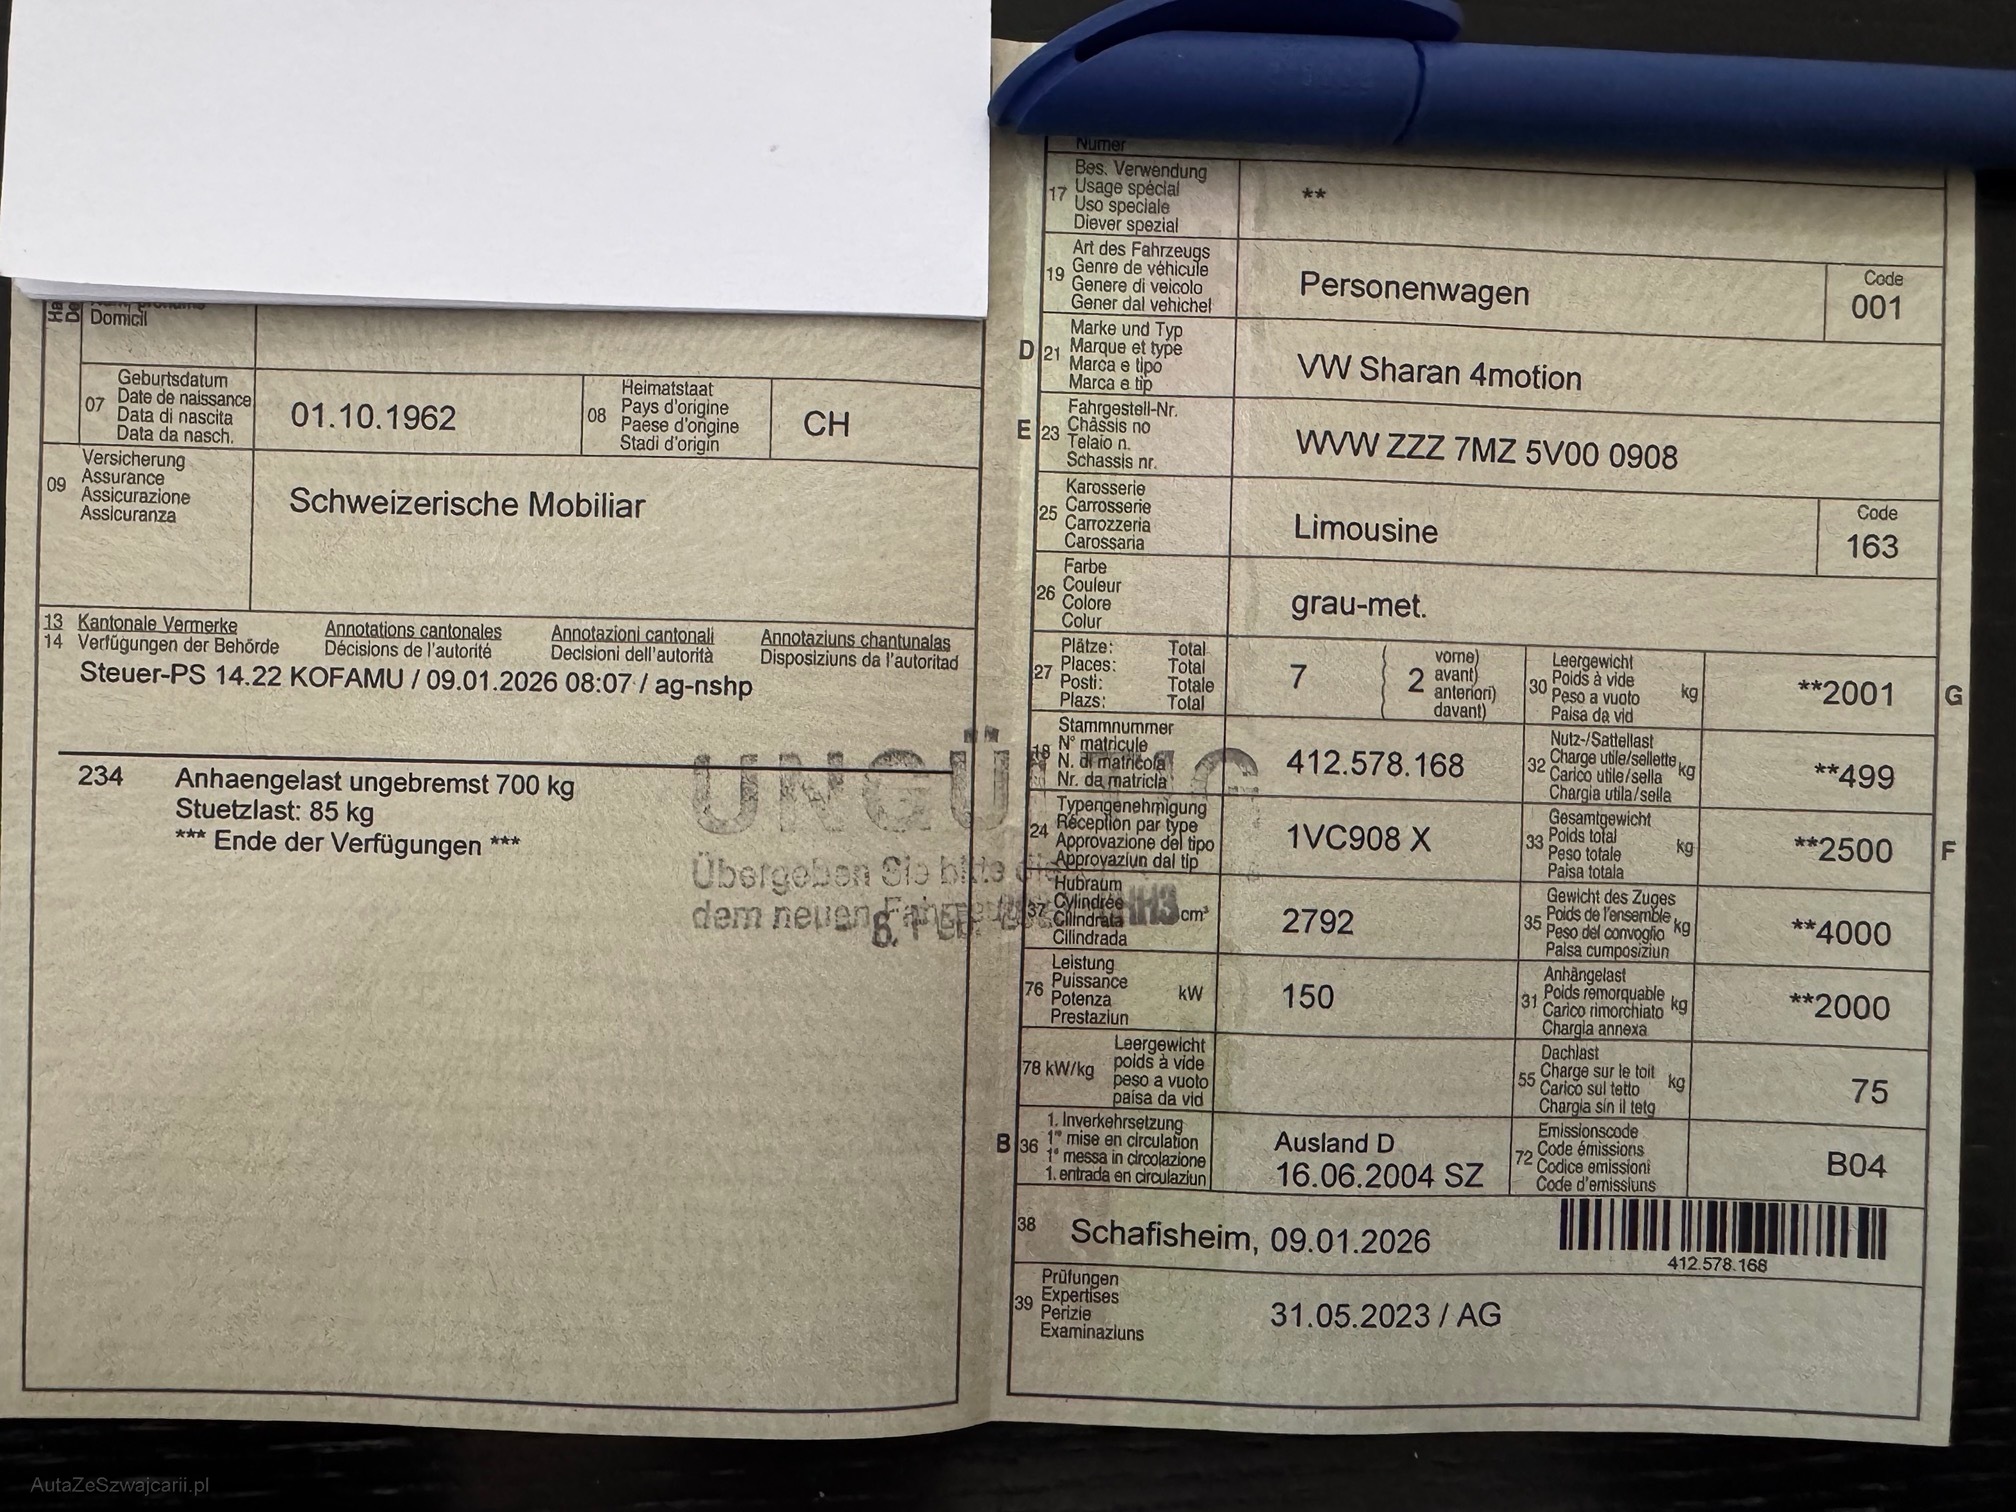 Domicil
07
Geburtsdatum
Date de naissance
Data di nascita
Data da nasch.
01.10.1962
08
Heimatstaat
Pays d'origine
Paese d'origine
Stadi d'origin
CH
09
Versicherung
Assurance
Assicurazione
Assicuranza
Schweizerische Mobiliar
13 Kantonale Vermerke Annotations cantonales Annotazioni cantonali Annotaziuns chantunalas
14 Verfügungen der Behörde Décisions de l'autorité Decisioni dell'autorità Disposiziuns da l'autoritad
Steuer-PS 14.22 KOFAMU / 09.01.2026 08:07 / ag-nshp
234 Anhaengelast ungebremst 700 kg
Stuetzlast: 85 kg
*** Ende der Verfügungen ***
Übergeben Sie bitte
dem neuen
Numer
17
Bes. Verwendung
Usage spécial
Uso speciale
Diever spezial
**
19
Art des Fahrzeugs
Genre de véhicule
Genere di veicolo
Gener dal vehichel
Personenwagen
Code
001
D 21
Marke und Typ
Marque et type
Marca e tipo
Marca e tip
VW Sharan 4motion
E 23
Fahrgestell-Nr.
Châssis no
Telaio n.
Schassis nr.
WVW ZZZ 7MZ 5V00 0908
25
Karosserie
Carrosserie
Carrozzeria
Carossaria
Limousine
Code
163
26
Farbe
Couleur
Colore
Colur
grau-met.
27
Plätze: Total
Places: Total
Posti: Totale
Plazs: Total
7
2
vorne)
avant)
anteriori)
davant)
30
Leergewicht
Poids à vide
Peso a vuoto kg
Paisa da vid
**2001
G
18
Stammnummer
N° matricule
N. di matricola
Nr. da matricla
412.578.168
32
Nutz-/Sattellast
Charge utile/sellette kg
Carico utile/sella
Chargia utila/sella
**499
24
Typengenehmigung
Réception par type
Approvazione del tipo
Approvaziun dal tip
1VC908 X
33
Gesamtgewicht
Poids total
Peso totale kg
Paisa totala
**2500
F
37
Hubraum
Cylindrée
Cilindrata cm³
Cilindrada
2792
35
Gewicht des Zuges
Poids de l'ensemble
Peso del convoglio kg
Paisa cumposiziun
**4000
76
Leistung
Puissance
Potenza kW
Prestaziun
150
31
Anhängelast
Poids remorquable
Carico rimorchiato kg
Chargia annexa
**2000
78 kW/kg
Leergewicht
poids à vide
peso a vuoto
paisa da vid
55
Dachlast
Charge sur le toit
Carico sul tetto kg
Chargia sin il tetg
75
B 36
1. Inverkehrsetzung
1re mise en circulation
1a messa in circolazione
1. entrada en circulaziun
Ausland D
16.06.2004 SZ
72
Emissionscode
Code émissions
Codice emissioni
Code d'emissiuns
B04
38
Schafisheim, 09.01.2026
412.578.168
39
Prüfungen
Expertises
Perizie
Examinaziuns
31.05.2023 / AG
AutaZeSzwajcarii.pl